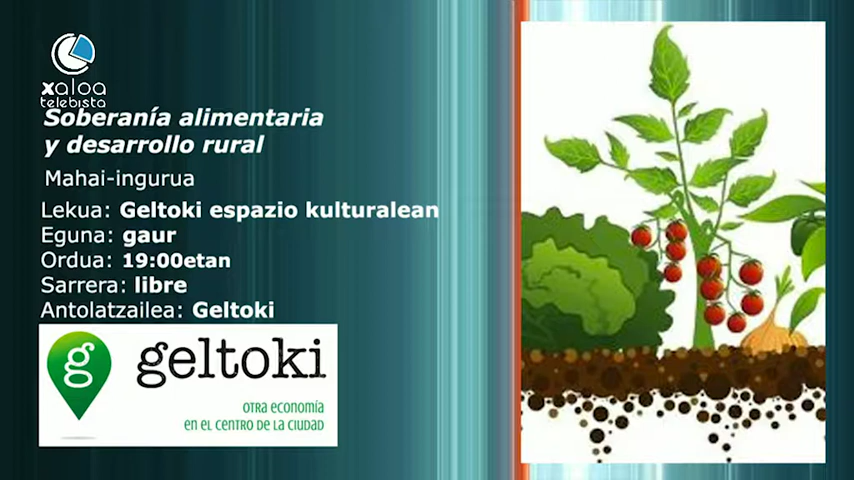 xaloa
telebista
Soberanía alimentaria
y desarrollo rural
Mahai-ingurua
Lekua: Geltoki espazio kulturalean
Eguna: gaur
Ordua: 19:00etan
Sarrera: libre
Antolatzailea: Geltoki
g geltoki
OTRA ECONOMÍA
EN EL CENTRO DE LA CIUDAD